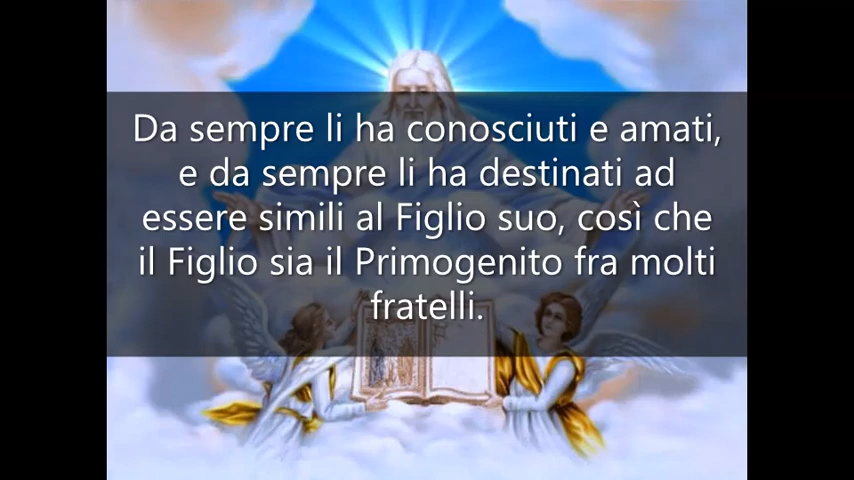 Da sempre li ha conosciuti e amati,
e da sempre li ha destinati ad
essere simili al Figlio suo, così che
il Figlio sia il Primogenito fra molti
fratelli.